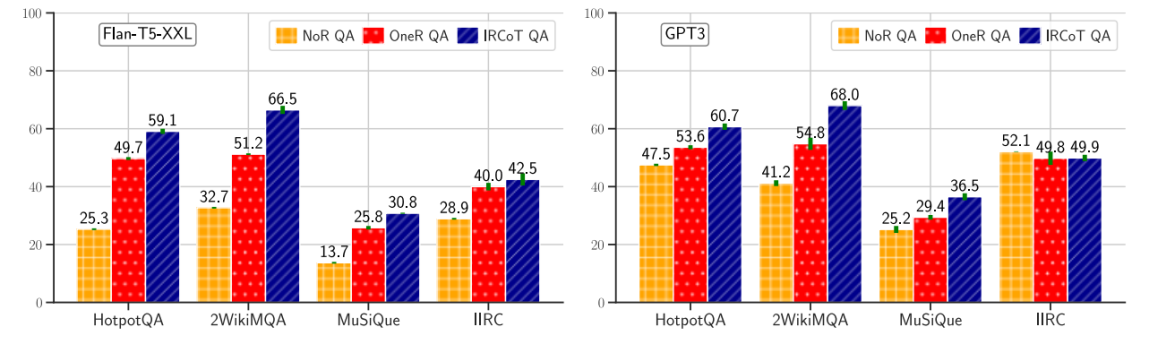 Flan-T5-XXL
NoR QA OneR QA IRCoT QA
100
80
60
40
20
0
25.3 49.7 59.1
32.7 51.2 66.5
13.7 25.8 30.8
28.9 40.0 42.5
HotpotQA 2WikiMQA MuSiQue IIRC
GPT3
NoR QA OneR QA IRCoT QA
100
80
60
40
20
0
47.5 53.6 60.7
41.2 54.8 68.0
25.2 29.4 36.5
52.1 49.8 49.9
HotpotQA 2WikiMQA MuSiQue IIRC